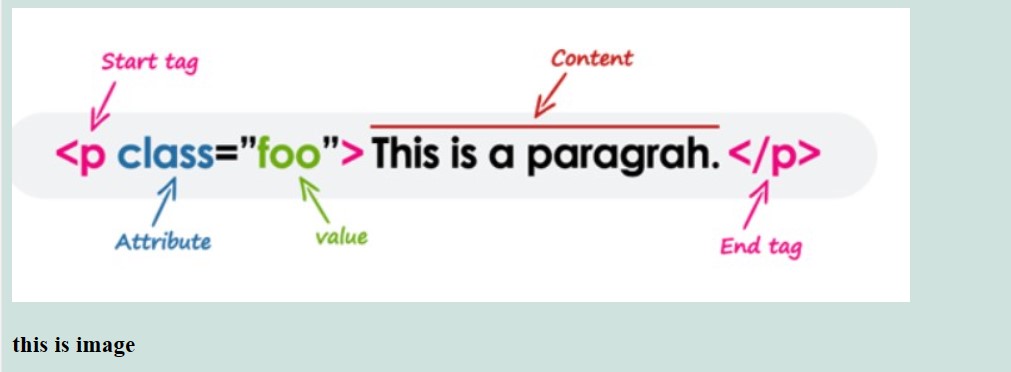 Start tag
Content
<p class="foo"> This is a paragrah. </p>
Attribute
value
End tag
this is image